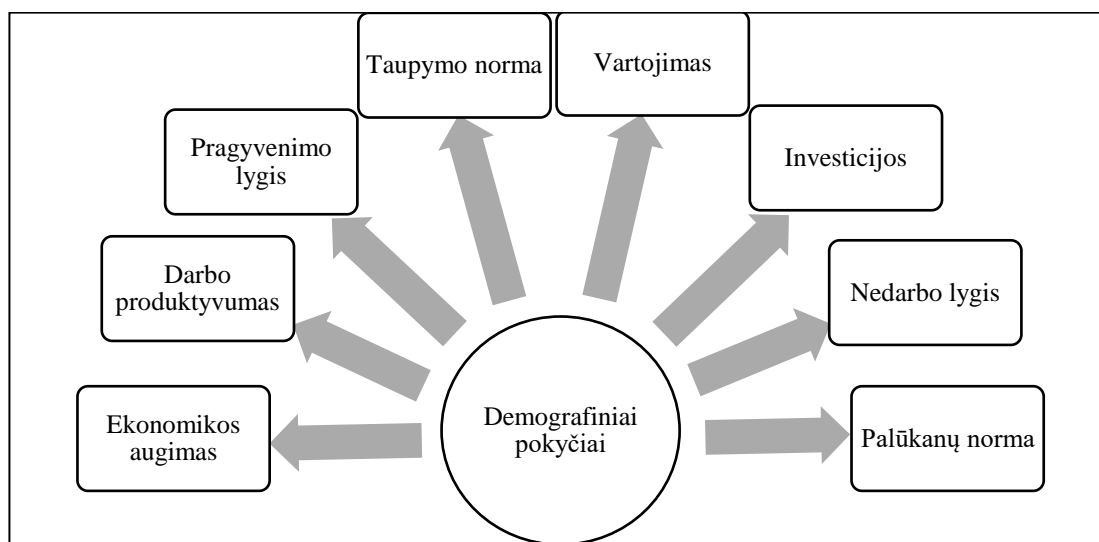 Taupymo norma
Vartojimas
Pragyvenimo
lygis
Investicijos
Darbo
produktyvumas
Nedarbo lygis
Ekonomikos
augimas
Demografiniai
pokyčiai
Palūkanų norma